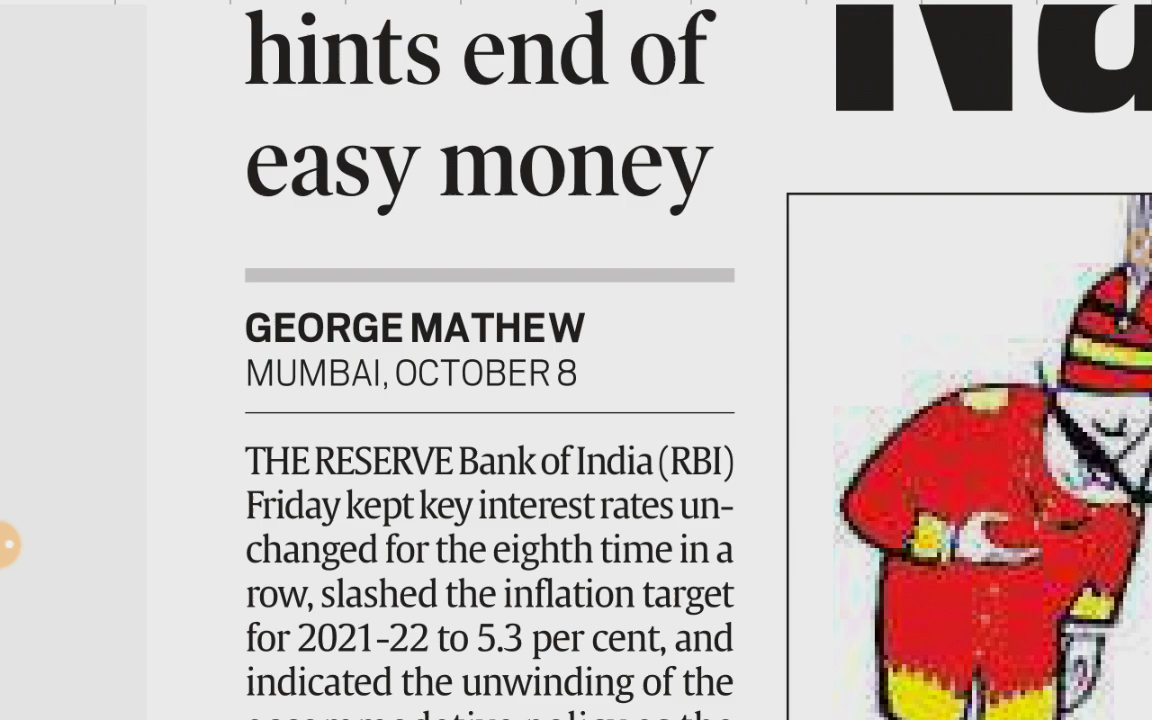 hints end of
easy money
GEORGE MATHEW
MUMBAI, OCTOBER 8
THE RESERVE Bank of India (RBI)
Friday kept key interest rates un-
changed for the eighth time in a
row, slashed the inflation target
for 2021-22 to 5.3 per cent, and
indicated the unwinding of the